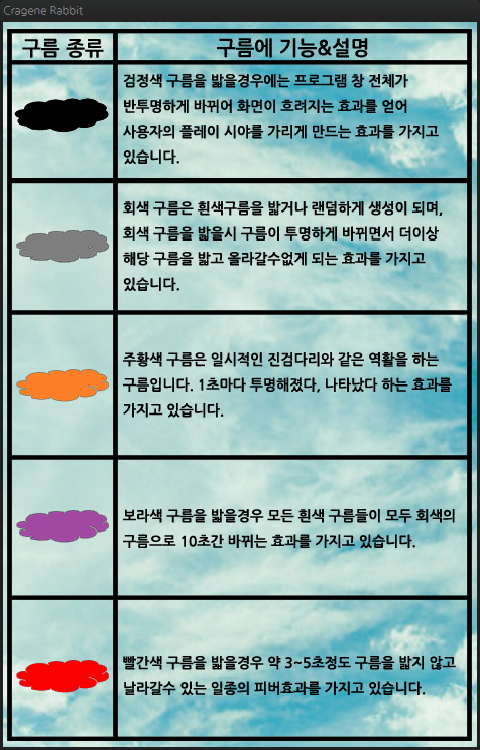 Cragene Rabbit
구름 종류
구름에 기능&설명
검정색 구름을 밟을경우에는 프로그램 창 전체가
반투명하게 바뀌어 화면이 흐려지는 효과를 얻어
사용자의 플레이 시야를 가리게 만드는 효과를 가지고
있습니다.
회색 구름은 흰색구름을 밟거나 랜덤하게 생성이 되며,
회색 구름을 밟을시 구름이 투명하게 바뀌면서 더이상
해당 구름을 밟고 올라갈수없게 되는 효과를 가지고
있습니다.
주황색 구름은 일시적인 진검다리와 같은 역활을 하는
구름입니다. 1초마다 투명해졌다, 나타났다 하는 효과를
가지고 있습니다.
보라색 구름을 밟을경우 모든 흰색 구름들이 모두 회색의
구름으로 10초간 바뀌는 효과를 가지고 있습니다.
빨간색 구름을 밟을경우 약 3~5초정도 구름을 밟지 않고
날라갈수 있는 일종의 피버효과를 가지고 있습니다.